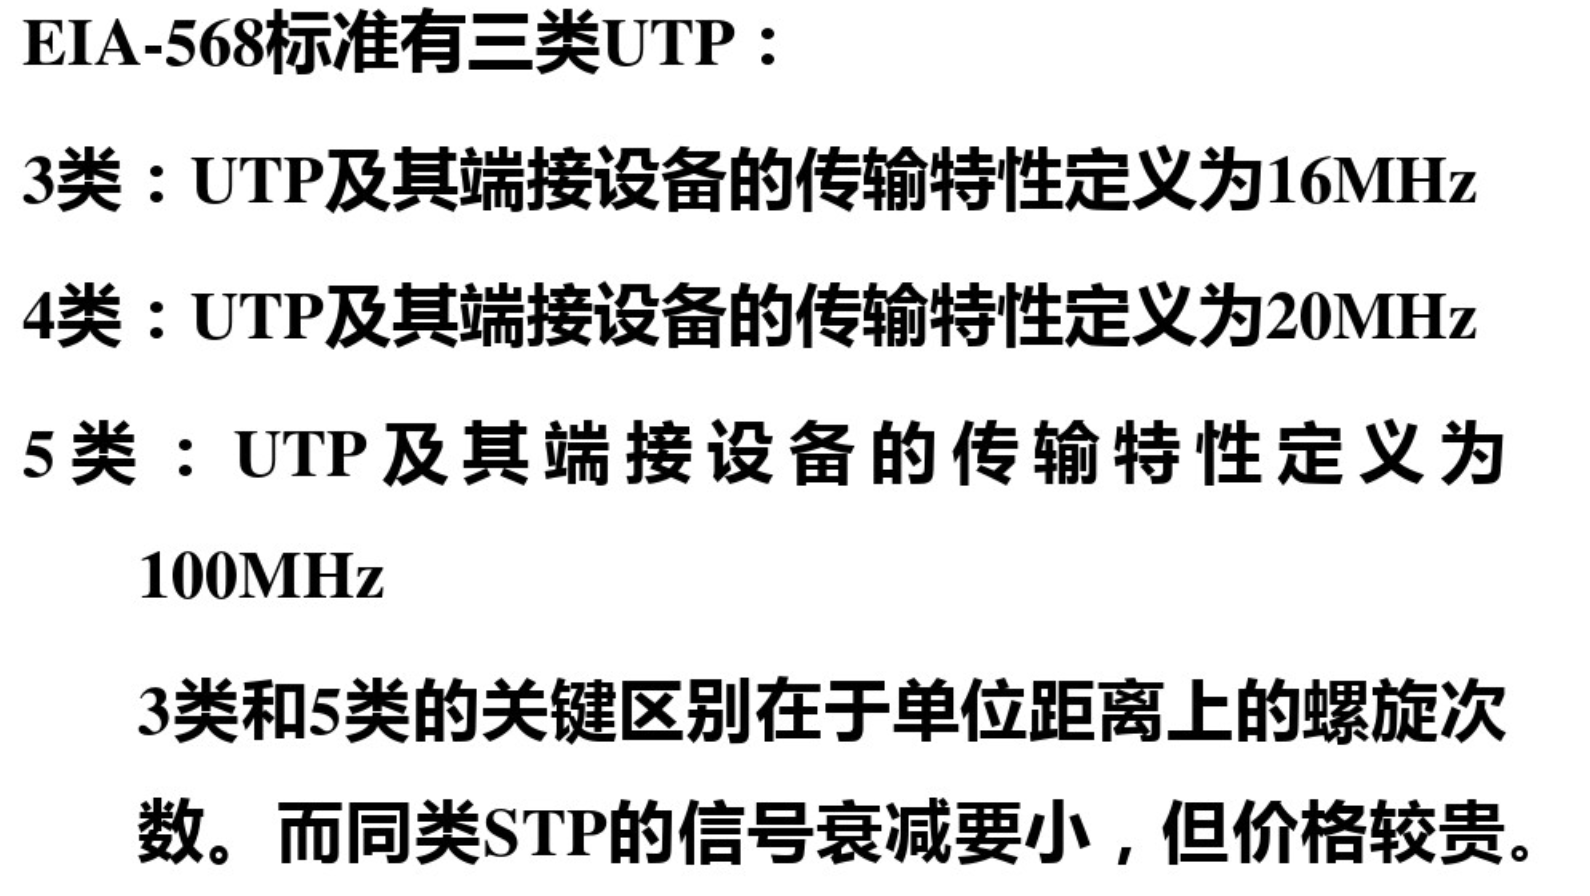 EIA-568标准有三类UTP：
3类：UTP及其端接设备的传输特性定义为16MHz
4类：UTP及其端接设备的传输特性定义为20MHz
5类：UTP及其端接设备的传输特性定义为
100MHz
3类和5类的关键区别在于单位距离上的螺旋次
数。而同类STP的信号衰减要小，但价格较贵。